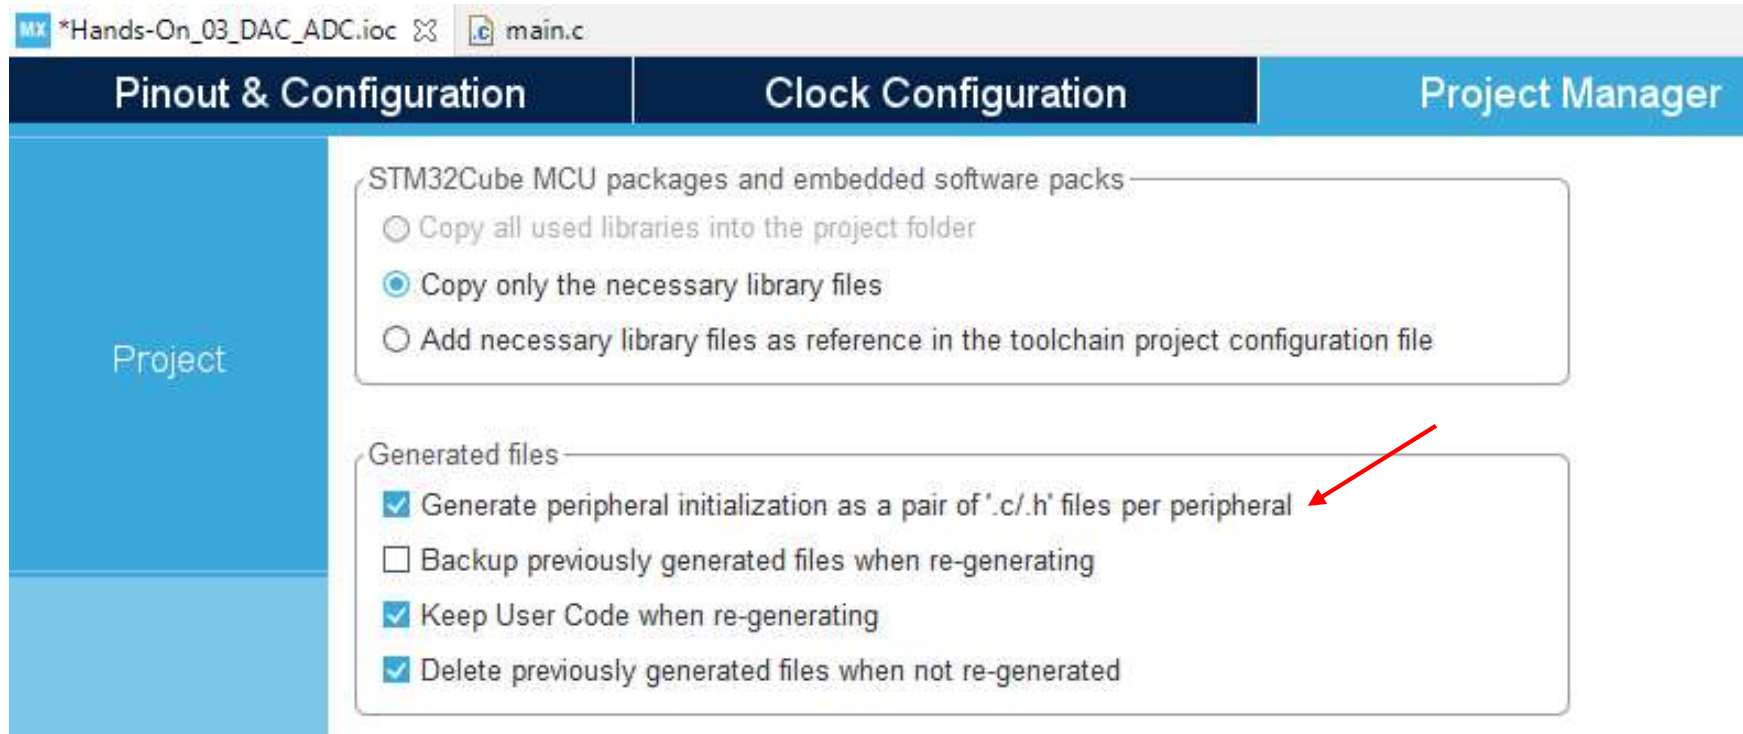 MX *Hands-On_03_DAC_ADC.ioc .c main.c
Pinout & Configuration Clock Configuration Project Manager
STM32Cube MCU packages and embedded software packs
Copy all used libraries into the project folder
Copy only the necessary library files
Add necessary library files as reference in the toolchain project configuration file
Project
Generated files
Generate peripheral initialization as a pair of '.c/.h' files per peripheral
Backup previously generated files when re-generating
Keep User Code when re-generating
Delete previously generated files when not re-generated